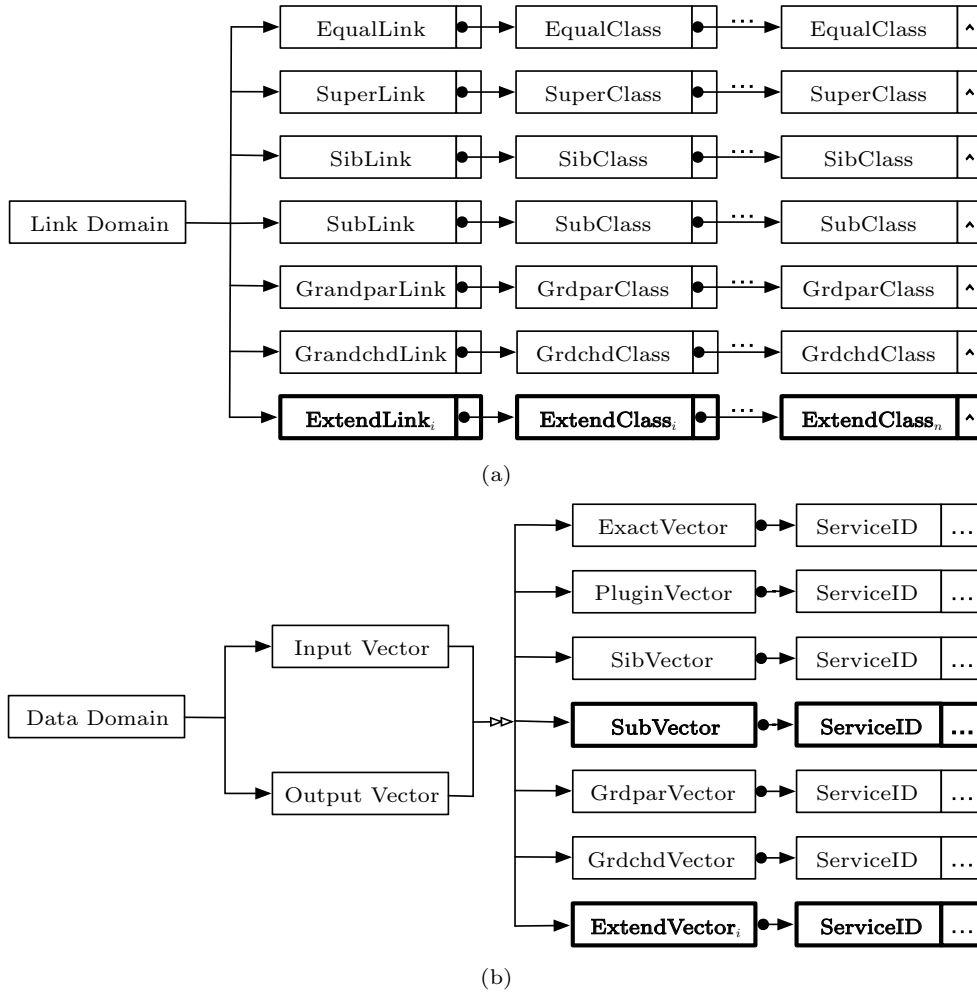 EqualLink EqualClass ... EqualClass ^
SuperLink SuperClass ... SuperClass ^
SibLink SibClass ... SibClass ^
Link Domain SubLink SubClass ... SubClass ^
GrandparLink GrdparClass ... GrdparClass ^
GrandchdLink GrdchdClass ... GrdchdClass ^
ExtendLinkᵢ ExtendClassᵢ ... ExtendClassₙ ^
(a)
ExactVector ServiceID ...
PluginVector ServiceID ...
Input Vector SibVector ServiceID ...
Data Domain SubVector ServiceID ...
Output Vector GrdparVector ServiceID ...
GrdchdVector ServiceID ...
ExtendVectorᵢ ServiceID ...
(b)